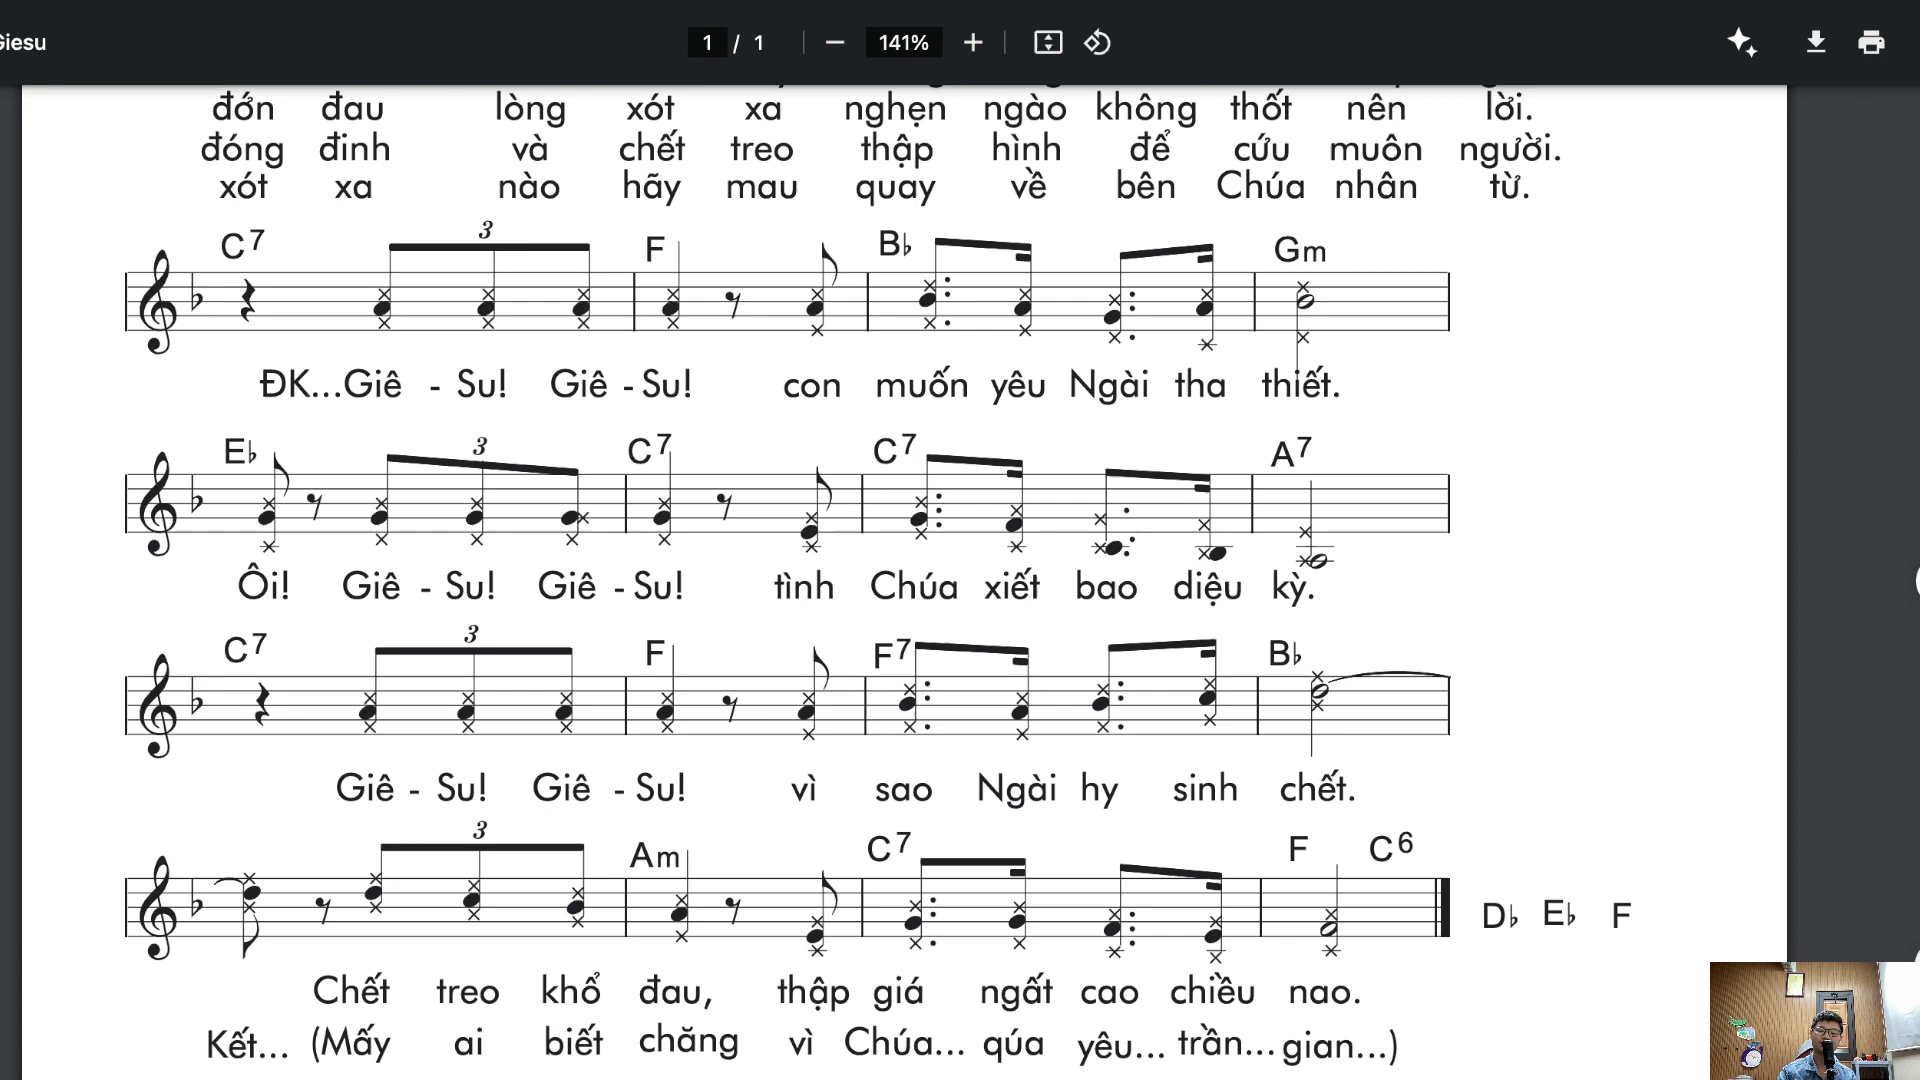 Giesu
1 / 1 141%
đớn đau lòng xót xa nghẹn ngào không thốt nên lời.
đóng đinh và chết treo thập hình để cứu muôn người.
xót xa nào hãy mau quay về bên Chúa nhân từ.
C7 3 F B♭ Gm
ĐK...Giê - Su! Giê - Su! con muốn yêu Ngài tha thiết.
E♭ 3 C7 C7 A7
Ôi! Giê - Su! Giê - Su! tình Chúa xiết bao diệu kỳ.
C7 3 F F7 B♭
Giê - Su! Giê - Su! vì sao Ngài hy sinh chết.
3 Am C7 F C6
D♭ E♭ F
Chết treo khổ đau, thập giá ngất cao chiều nao.
Kết... (Mấy ai biết chăng vì Chúa... qúa yêu... trần... gian...)